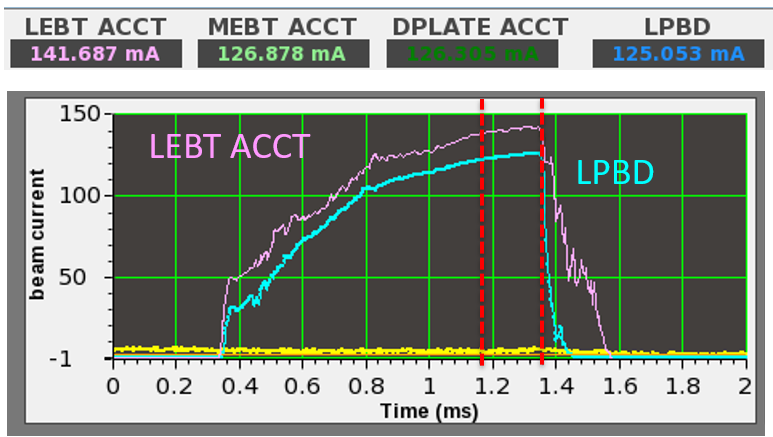 LEBT ACCT MEBT ACCT DPLATE ACCT LPBD
141.687 mA 126.878 mA 126.305 mA 125.053 mA
150
LEBT ACCT
LPBD
100
50
-1
beam current
0 0.2 0.4 0.6 0.8 1 1.2 1.4 1.6 1.8 2
Time (ms)